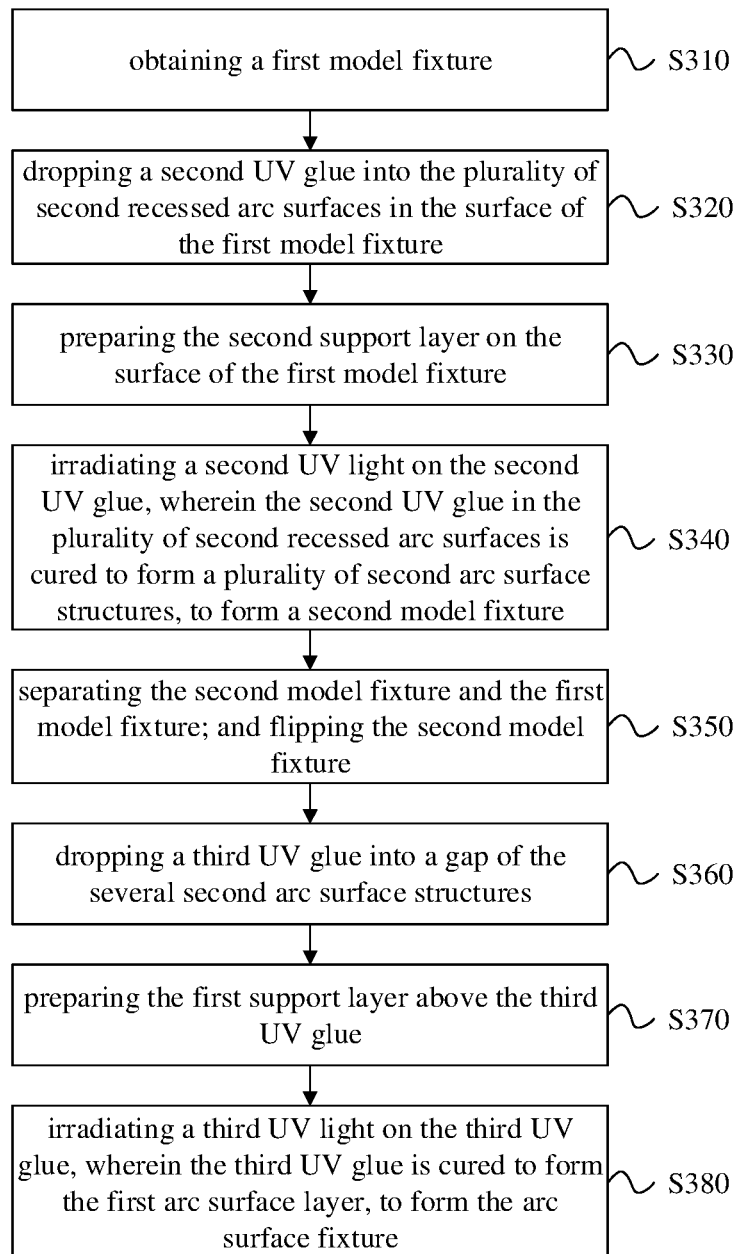 obtaining a first model fixture
S310
dropping a second UV glue into the plurality of
second recessed arc surfaces in the surface of
the first model fixture
S320
preparing the second support layer on the
surface of the first model fixture
S330
irradiating a second UV light on the second
UV glue, wherein the second UV glue in the
plurality of second recessed arc surfaces is
cured to form a plurality of second arc surface
structures, to form a second model fixture
S340
separating the second model fixture and the first
model fixture; and flipping the second model
fixture
S350
dropping a third UV glue into a gap of the
several second arc surface structures
S360
preparing the first support layer above the third
UV glue
S370
irradiating a third UV light on the third UV
glue, wherein the third UV glue is cured to form
the first arc surface layer, to form the arc
surface fixture
S380